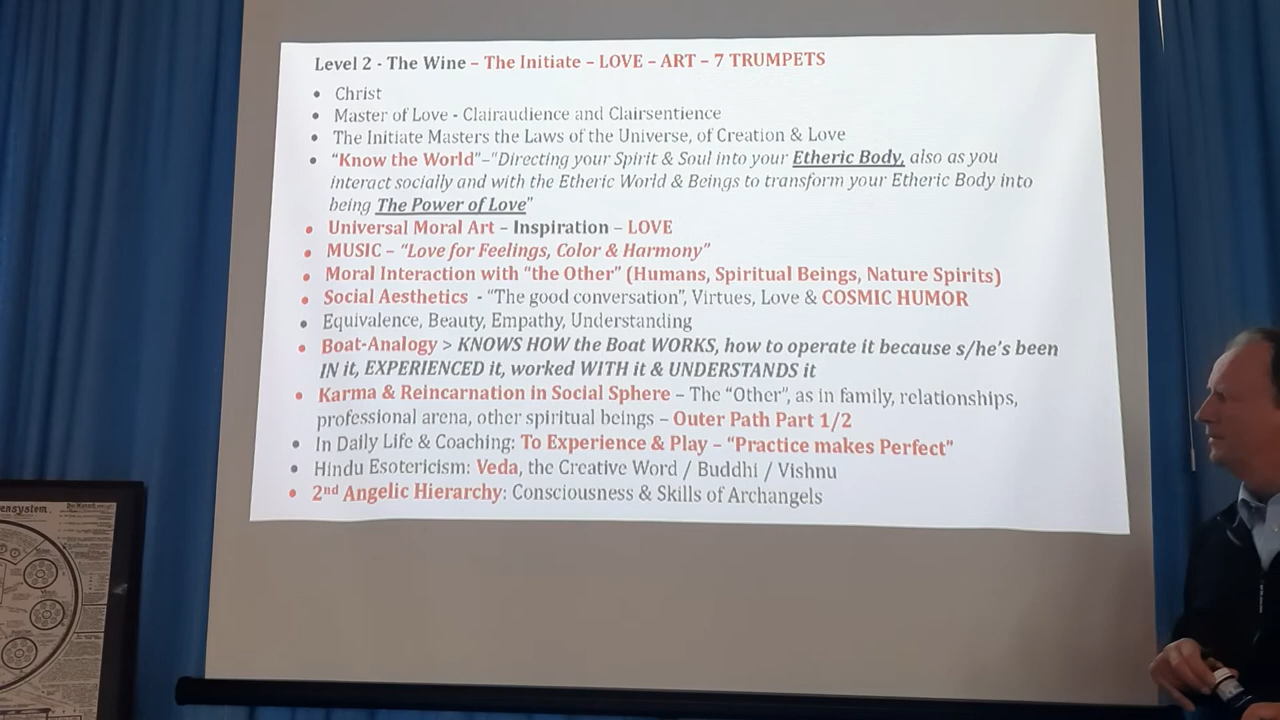 Level 2 - The Wine – The Initiate – LOVE – ART – 7 TRUMPETS
• Christ
• Master of Love - Clairaudience and Clairsentience
• The Initiate Masters the Laws of the Universe, of Creation & Love
• “Know the World”–“Directing your Spirit & Soul into your Etheric Body, also as you
interact socially and with the Etheric World & Beings to transform your Etheric Body into
being The Power of Love”
• Universal Moral Art – Inspiration – LOVE
• MUSIC – “Love for Feelings, Color & Harmony”
• Moral Interaction with “the Other” (Humans, Spiritual Beings, Nature Spirits)
• Social Aesthetics - “The good conversation”, Virtues, Love & COSMIC HUMOR
• Equivalence, Beauty, Empathy, Understanding
• Boat-Analogy > KNOWS HOW the Boat WORKS, how to operate it because s/he’s been
IN it, EXPERIENCED it, worked WITH it & UNDERSTANDS it
• Karma & Reincarnation in Social Sphere – The “Other”, as in family, relationships,
professional arena, other spiritual beings – Outer Path Part 1/2
• In Daily Life & Coaching: To Experience & Play – “Practice makes Perfect”
• Hindu Esotericism: Veda, the Creative Word / Buddhi / Vishnu
• 2nd Angelic Hierarchy: Consciousness & Skills of Archangels